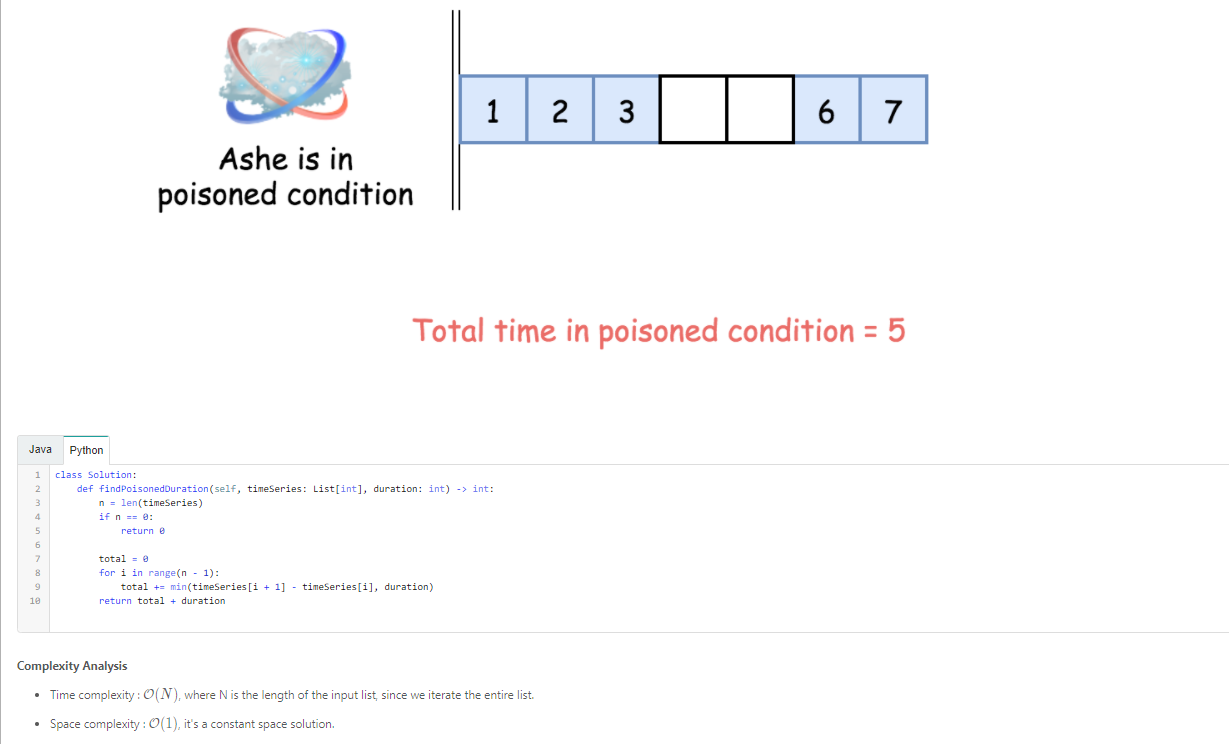 1 2 3 6 7
Ashe is in
poisoned condition
Total time in poisoned condition = 5
Java Python
1 class Solution:
2     def findPoisonedDuration(self, timeSeries: List[int], duration: int) -> int:
3         n = len(timeSeries)
4         if n == 0:
5             return 0
6
7         total = 0
8         for i in range(n - 1):
9             total += min(timeSeries[i + 1] - timeSeries[i], duration)
10         return total + duration
Complexity Analysis
• Time complexity : O(N), where N is the length of the input list, since we iterate the entire list.
• Space complexity : O(1), it's a constant space solution.